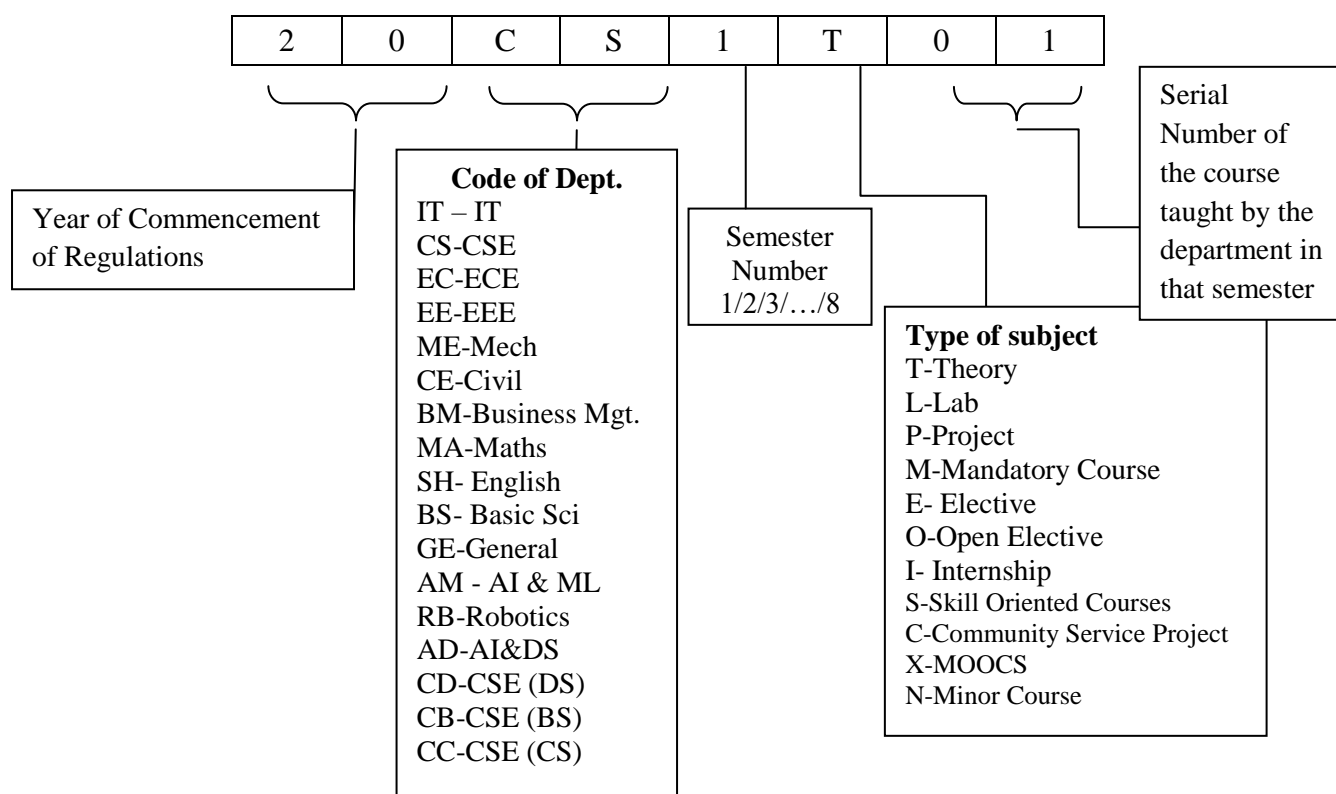 2 0 C S 1 T 0 1
Year of Commencement
of Regulations
Code of Dept.
IT – IT
CS-CSE
EC-ECE
EE-EEE
ME-Mech
CE-Civil
BM-Business Mgt.
MA-Maths
SH- English
BS- Basic Sci
GE-General
AM - AI & ML
RB-Robotics
AD-AI&DS
CD-CSE (DS)
CB-CSE (BS)
CC-CSE (CS)
Semester
Number
1/2/3/…/8
Type of subject
T-Theory
L-Lab
P-Project
M-Mandatory Course
E- Elective
O-Open Elective
I- Internship
S-Skill Oriented Courses
C-Community Service Project
X-MOOCS
N-Minor Course
Serial
Number of
the course
taught by the
department in
that semester